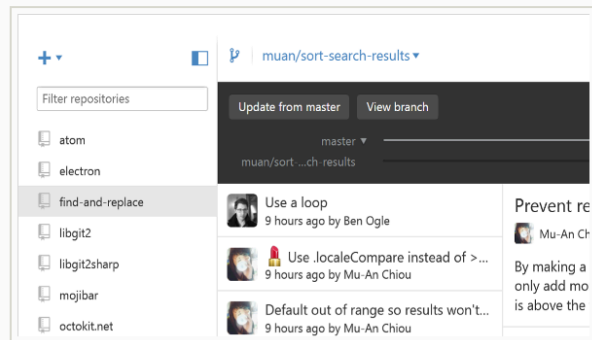 muan/sort-search-results
Filter repositories
atom
electron
find-and-replace
libgit2
libgit2sharp
mojibar
octokit.net
Update from master
View branch
master
muan/sort-...ch-results
Use a loop
9 hours ago by Ben Ogle
Use .localeCompare instead of >...
9 hours ago by Mu-An Chiou
Default out of range so results won't...
9 hours ago by Mu-An Chiou
Prevent re
Mu-An Ch
By making a
only add mo
is above the